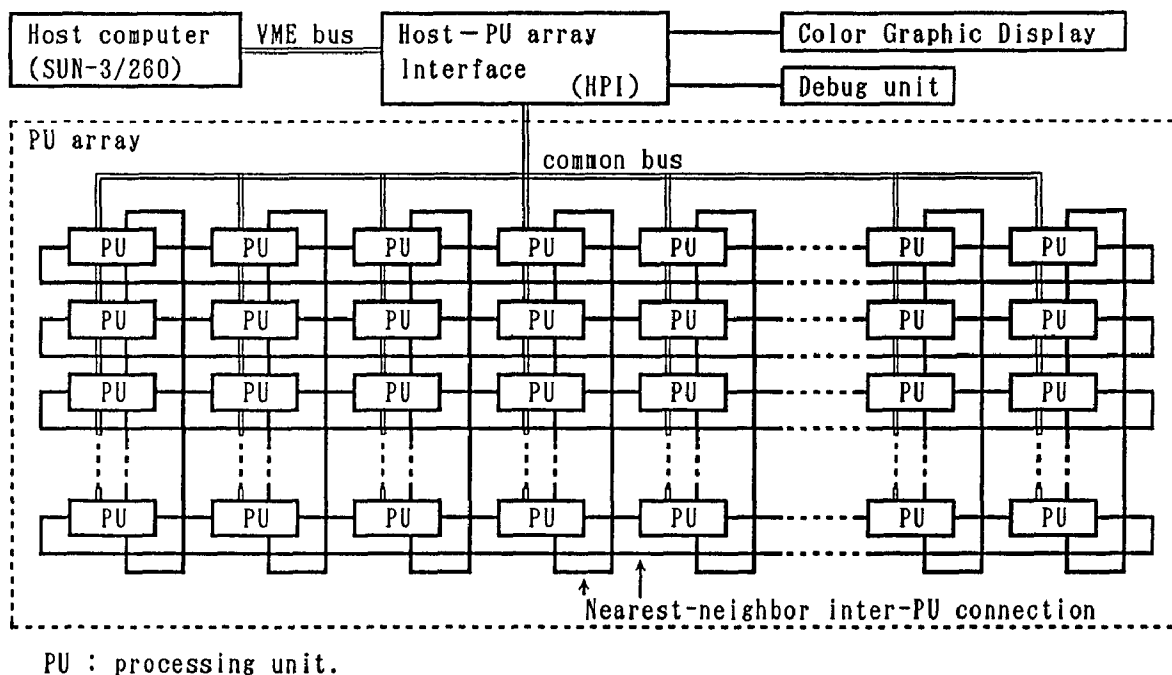 Host computer
(SUN-3/260)
VME bus
Host-PU array
Interface
(HPI)
Color Graphic Display
Debug unit
PU array
common bus
PU PU PU PU PU PU PU
PU PU PU PU PU PU PU
PU PU PU PU PU PU PU
PU PU PU PU PU PU PU
Nearest-neighbor inter-PU connection
PU : processing unit.